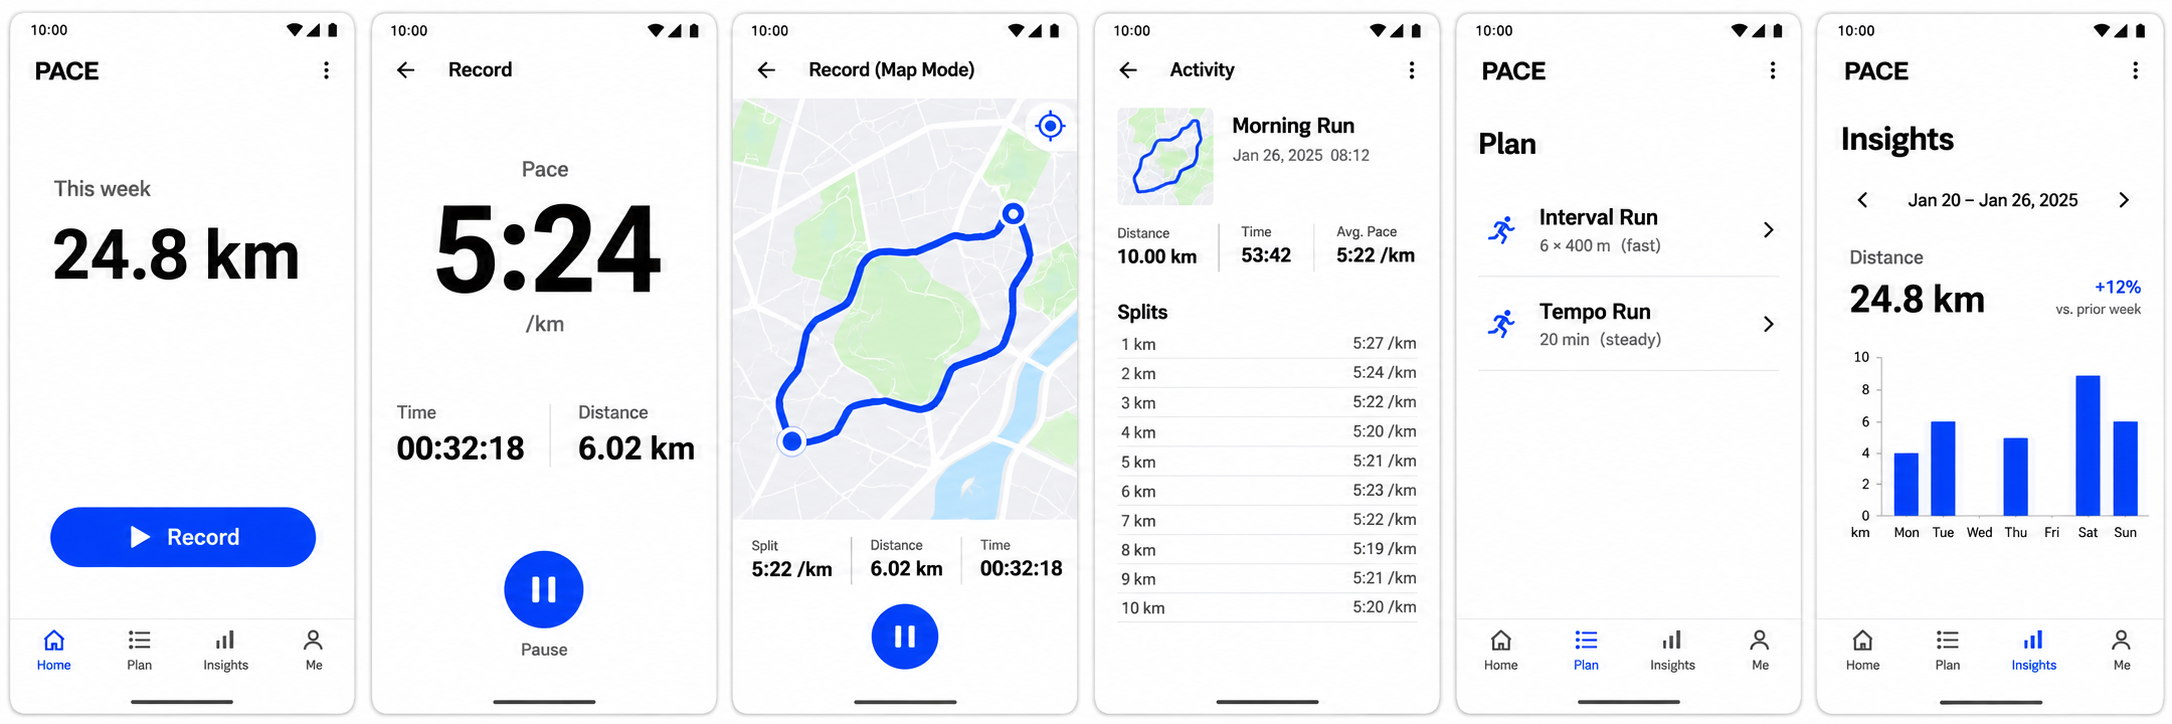 10:00
PACE
This week
24.8 km
Record
Home Plan Insights Me
10:00
Record
Pace
5:24
/km
Time Distance
00:32:18 6.02 km
Pause
10:00
Record (Map Mode)
Split Distance Time
5:22 /km 6.02 km 00:32:18
10:00
Activity
Morning Run
Jan 26, 2025 08:12
Distance Time Avg. Pace
10.00 km 53:42 5:22 /km
Splits
1 km 5:27 /km
2 km 5:24 /km
3 km 5:22 /km
4 km 5:20 /km
5 km 5:21 /km
6 km 5:23 /km
7 km 5:22 /km
8 km 5:19 /km
9 km 5:21 /km
10 km 5:20 /km
10:00
PACE
Plan
Interval Run
6 × 400 m (fast)
Tempo Run
20 min (steady)
Home Plan Insights Me
10:00
PACE
Insights
Jan 20 – Jan 26, 2025
Distance
24.8 km
+12%
vs. prior week
10
8
6
4
2
0
km Mon Tue Wed Thu Fri Sat Sun
Home Plan Insights Me